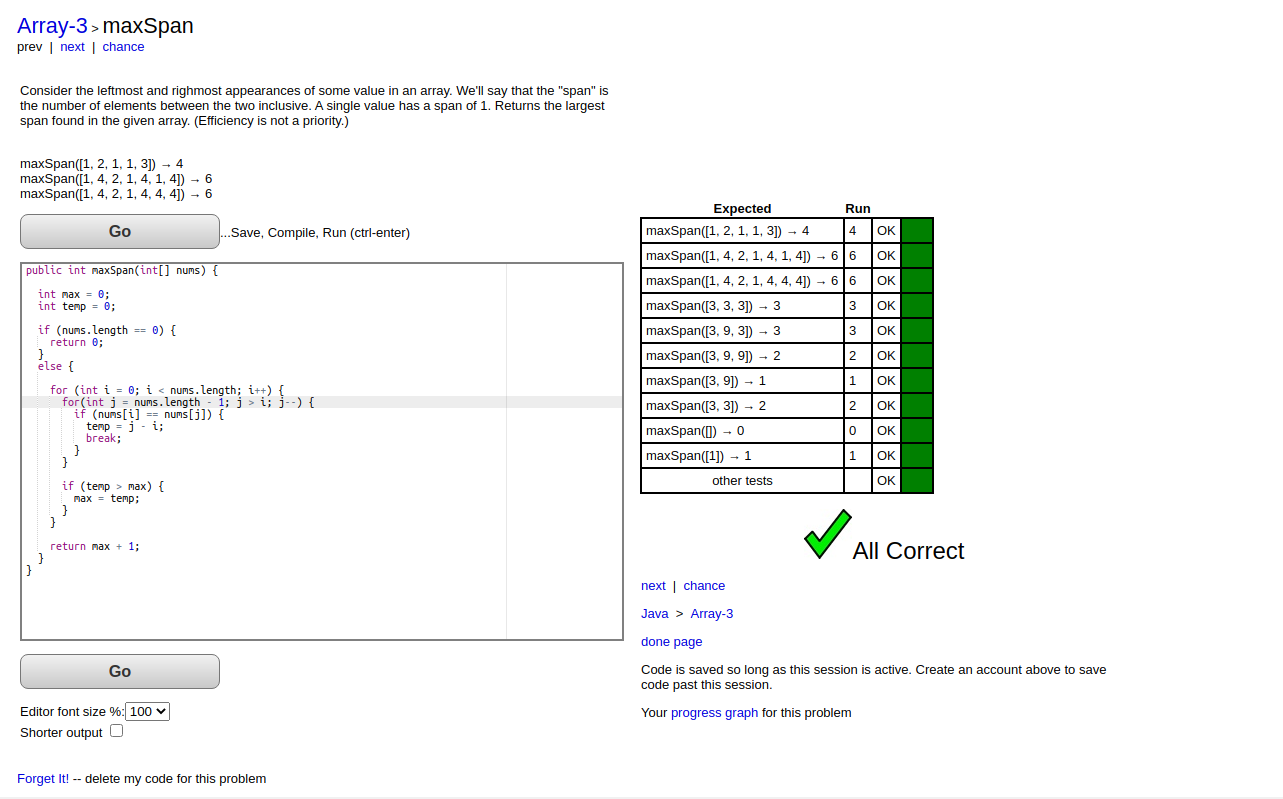 Array-3 > maxSpan
prev | next | chance
Consider the leftmost and righmost appearances of some value in an array. We'll say that the "span" is
the number of elements between the two inclusive. A single value has a span of 1. Returns the largest
span found in the given array. (Efficiency is not a priority.)
maxSpan([1, 2, 1, 1, 3]) → 4
maxSpan([1, 4, 2, 1, 4, 1, 4]) → 6
maxSpan([1, 4, 2, 1, 4, 4, 4]) → 6
Go ...Save, Compile, Run (ctrl-enter)
public int maxSpan(int[] nums) {
int max = 0;
int temp = 0;
if (nums.length == 0) {
return 0;
}
else {
for (int i = 0; i < nums.length; i++) {
for(int j = nums.length - 1; j > i; j--) {
if (nums[i] == nums[j]) {
temp = j - i;
break;
}
}
if (temp > max) {
max = temp;
}
}
return max + 1;
}
}
Go
Editor font size %: 100
Shorter output
Forget It! -- delete my code for this problem
Expected Run
maxSpan([1, 2, 1, 1, 3]) → 4 4 OK
maxSpan([1, 4, 2, 1, 4, 1, 4]) → 6 6 OK
maxSpan([1, 4, 2, 1, 4, 4, 4]) → 6 6 OK
maxSpan([3, 3, 3]) → 3 3 OK
maxSpan([3, 9, 3]) → 3 3 OK
maxSpan([3, 9, 9]) → 2 2 OK
maxSpan([3, 9]) → 1 1 OK
maxSpan([3, 3]) → 2 2 OK
maxSpan([]) → 0 0 OK
maxSpan([1]) → 1 1 OK
other tests OK
All Correct
next | chance
Java > Array-3
done page
Code is saved so long as this session is active. Create an account above to save
code past this session.
Your progress graph for this problem